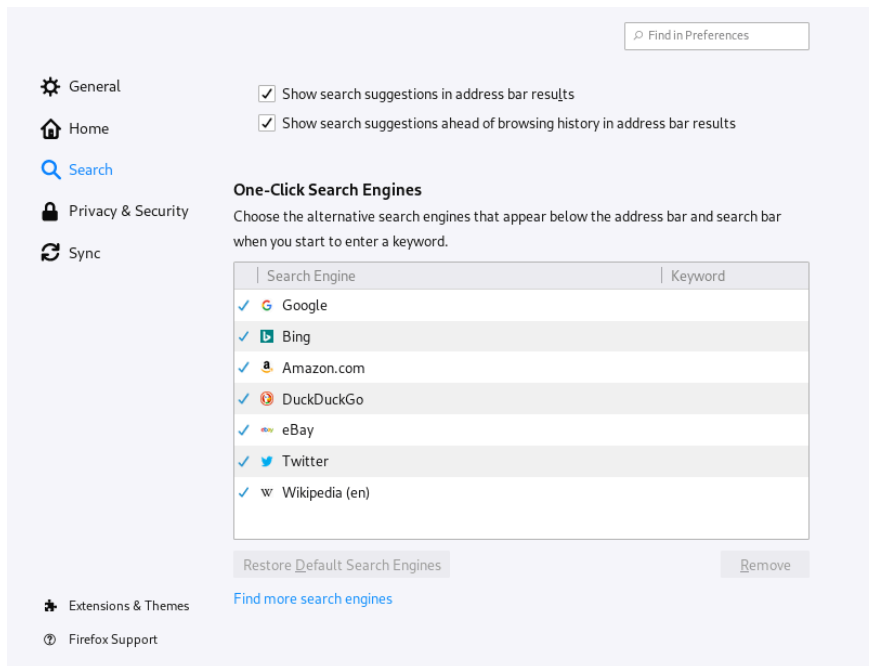 Find in Preferences
General
Home
Search
Privacy & Security
Sync
Show search suggestions in address bar results
Show search suggestions ahead of browsing history in address bar results
One-Click Search Engines
Choose the alternative search engines that appear below the address bar and search bar
when you start to enter a keyword.
Search Engine Keyword
Google
Bing
Amazon.com
DuckDuckGo
eBay
Twitter
Wikipedia (en)
Restore Default Search Engines Remove
Find more search engines
Extensions & Themes
Firefox Support